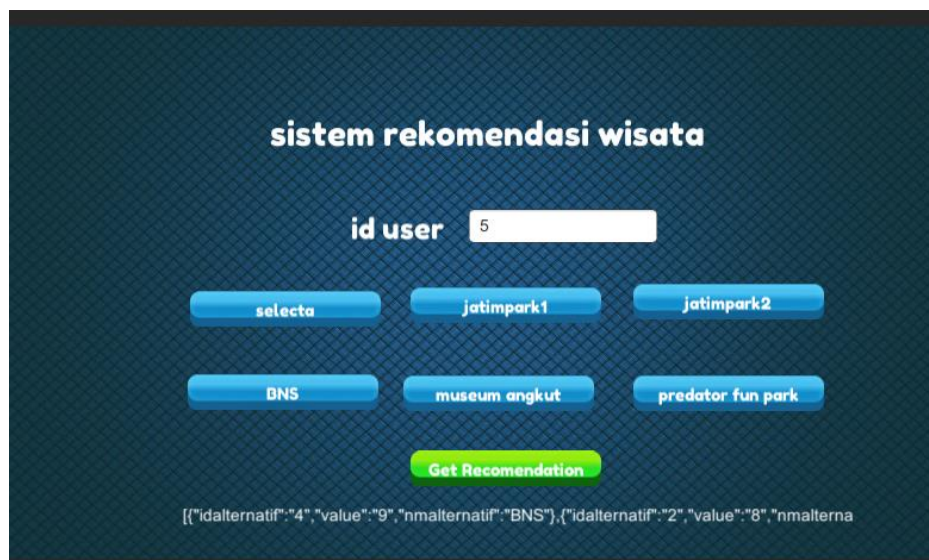 sistem rekomendasi wisata
id user 5
selecta jatimpark1 jatimpark2
BNS museum angkut predator fun park
Get Recomendation
[{"idalternatif":"4","value":"9","nmalternatif":"BNS"},{"idalternatif":"2","value":"8","nmalterna